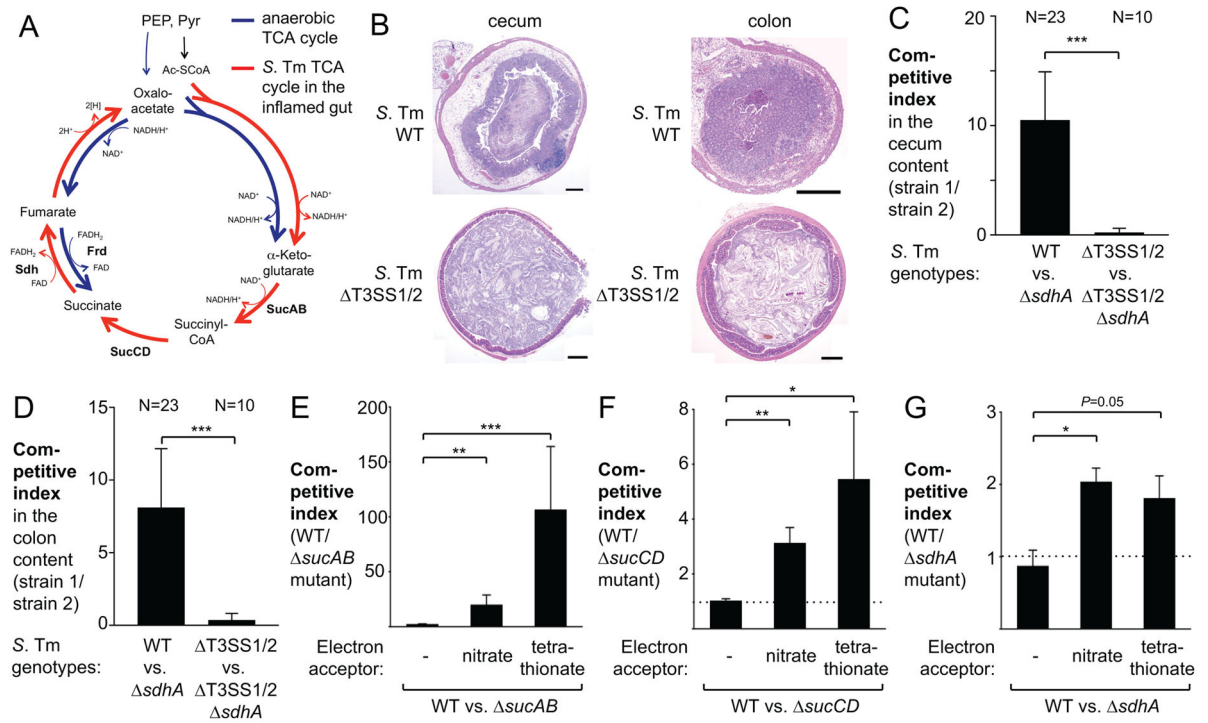 A
PEP, Pyr
anaerobic
TCA cycle
S. Tm TCA
cycle in the
inflamed gut
Ac-SCoA
Oxalo-
acetate
2[H]
2H⁺
NADH/H⁺
NAD⁺
NAD⁺
NADH/H⁺
NAD⁺
NADH/H⁺
Fumarate
FADH₂
Frd
FAD
FADH₂
Sdh
FAD
Succinate
α-Keto-
glutarate
NAD⁺
NADH/H⁺
SucAB
Succinyl-
CoA
SucCD
B
cecum
colon
S. Tm
WT
S. Tm
WT
S. Tm
ΔT3SS1/2
S. Tm
ΔT3SS1/2
C
N=23
N=10
***
Com-
petitive
index
in the
cecum
content
(strain 1/
strain 2)
20
10
0
S. Tm
genotypes:
WT
vs.
ΔsdhA
ΔT3SS1/2
vs.
ΔT3SS1/2
ΔsdhA
D
N=23
N=10
***
Com-
petitive
index
in the
colon
content
(strain 1/
strain 2)
15
10
5
0
S. Tm
genotypes:
WT
vs.
ΔsdhA
ΔT3SS1/2
vs.
ΔT3SS1/2
ΔsdhA
E
200
150
100
50
***
**
Com-
petitive
index
(WT/
ΔsucAB
mutant)
Electron
acceptor:
-
nitrate
tetra-
thionate
WT vs. ΔsucAB
F
8
6
4
2
*
**
Com-
petitive
index
(WT/
ΔsucCD
mutant)
Electron
acceptor:
-
nitrate
tetra-
thionate
WT vs. ΔsucCD
G
3
2
1
P=0.05
*
Com-
petitive
index
(WT/
ΔsdhA
mutant)
Electron
acceptor:
-
nitrate
tetra-
thionate
WT vs. ΔsdhA